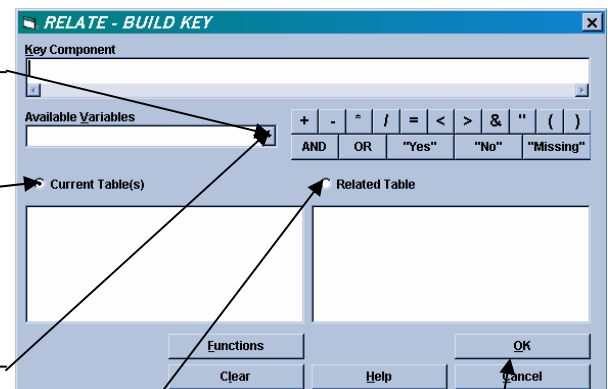 RELATE - BUILD KEY
Key Component
Available Variables
+ - * / = < > & " ( )
AND OR "Yes" "No" "Missing"
Current Table(s) Related Table
Functions OK
Clear Help Cancel